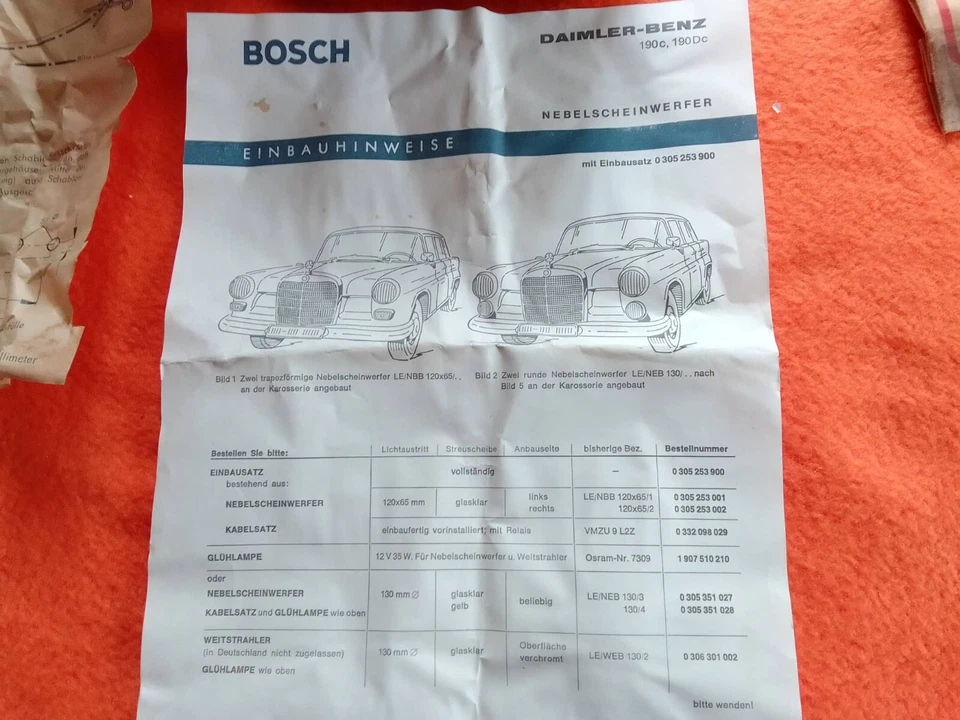 BOSCH
DAIMLER-BENZ
190c, 190Dc
NEBELSCHEINWERFER
EINBAUHINWEISE
mit Einbausatz 0 305 253 900
Bild 1 Zwei trapezförmige Nebelscheinwerfer LE/NBB 120x65/..
an der Karosserie angebaut
Bild 2 Zwei runde Nebelscheinwerfer LE/NEB 130/.. nach
Bild 5 an der Karosserie angebaut
Bestellen Sie bitte: Lichtaustritt Streuscheibe Anbauseite bisherige Bez. Bestellnummer
EINBAUSATZ vollständig — 0 305 253 900
bestehend aus:
NEBELSCHEINWERFER 120x65 mm glasklar links LE/NBB 120x65/1 0 305 253 001
rechts 120x65/2 0 305 253 002
KABELSATZ einbaufertig vorinstalliert; mit Relais VMZU 9 L2Z 0 332 098 029
GLÜHLAMPE 12 V 35 W. Für Nebelscheinwerfer u. Weitstrahler Osram-Nr. 7309 1 907 510 210
oder
NEBELSCHEINWERFER 130 mm ∅ glasklar beliebig LE/NEB 130/3 0 305 351 027
KABELSATZ und GLÜHLAMPE wie oben gelb 130/4 0 305 351 028
WEITSTRAHLER
(in Deutschland nicht zugelassen) 130 mm ∅ glasklar Oberfläche verchromt LE/WEB 130/2 0 306 301 002
GLÜHLAMPE wie oben
bitte wenden!
llimeter